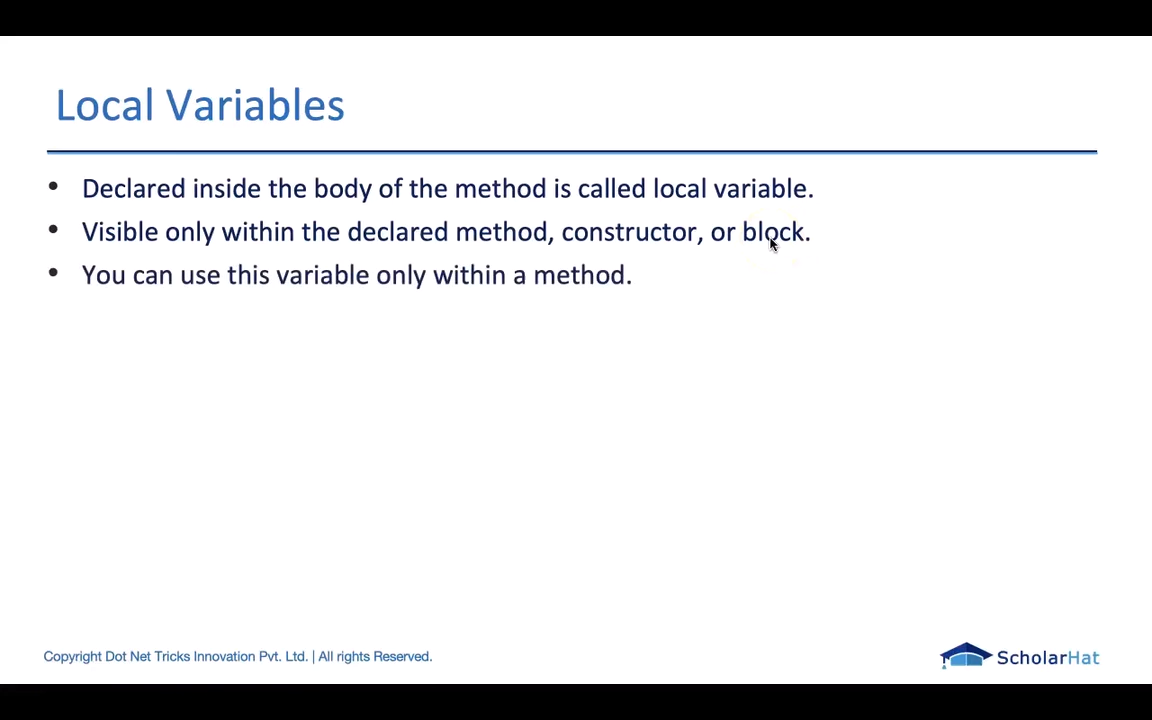 Local Variables
• Declared inside the body of the method is called local variable.
• Visible only within the declared method, constructor, or block.
• You can use this variable only within a method.
Copyright Dot Net Tricks Innovation Pvt. Ltd. | All rights Reserved.
ScholarHat